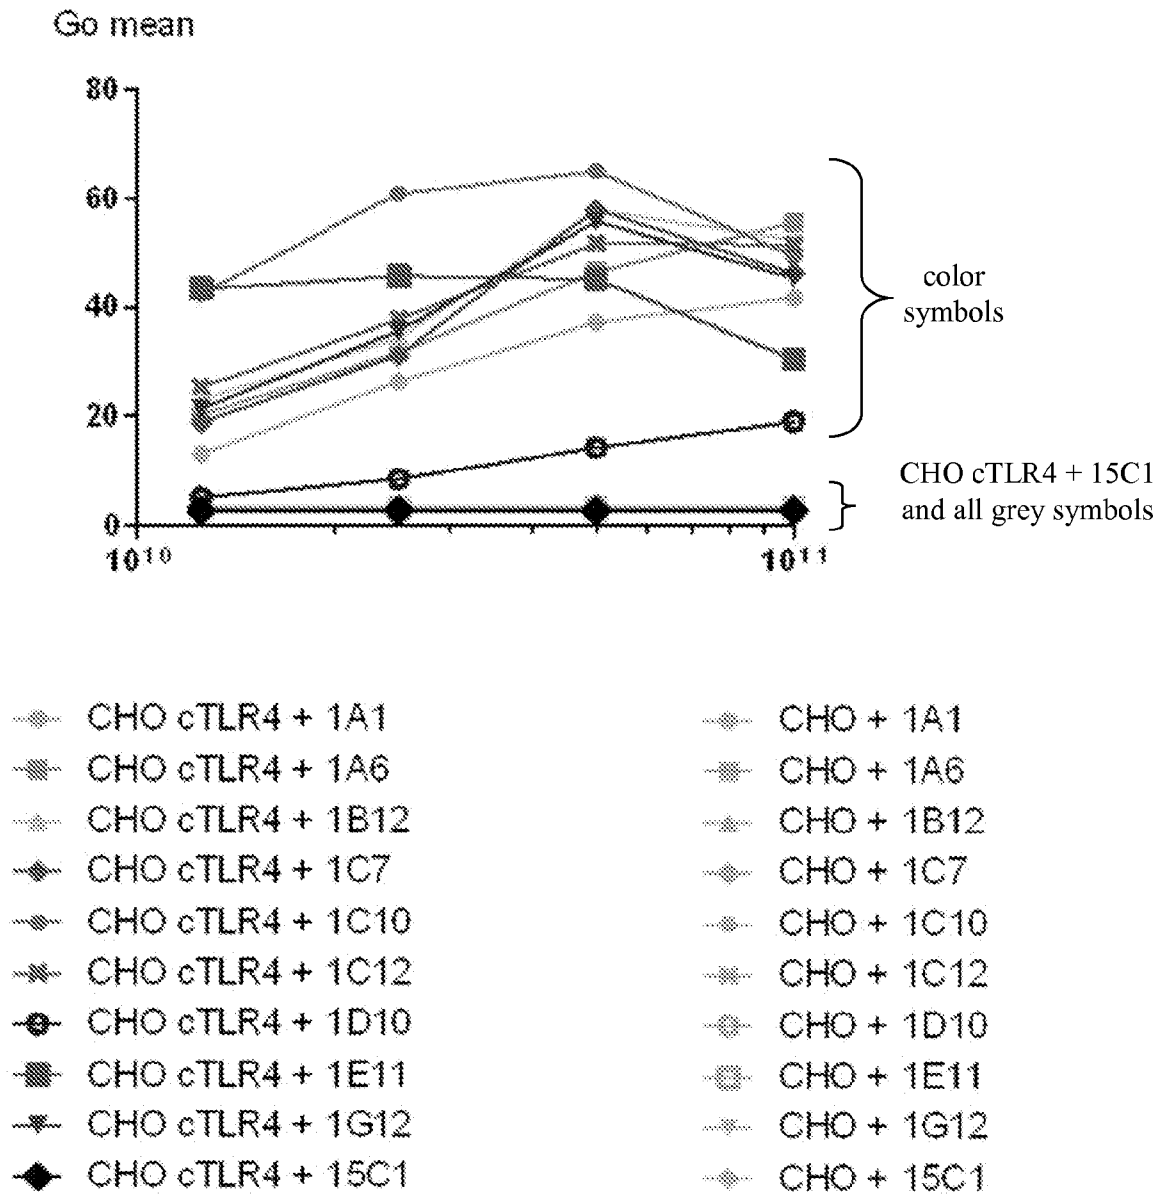 Go mean
80
60
40
20
0
10¹⁰
10¹¹
color
symbols
CHO cTLR4 + 15C1
and all grey symbols
CHO cTLR4 + 1A1
CHO cTLR4 + 1A6
CHO cTLR4 + 1B12
CHO cTLR4 + 1C7
CHO cTLR4 + 1C10
CHO cTLR4 + 1C12
CHO cTLR4 + 1D10
CHO cTLR4 + 1E11
CHO cTLR4 + 1G12
CHO cTLR4 + 15C1
CHO + 1A1
CHO + 1A6
CHO + 1B12
CHO + 1C7
CHO + 1C10
CHO + 1C12
CHO + 1D10
CHO + 1E11
CHO + 1G12
CHO + 15C1